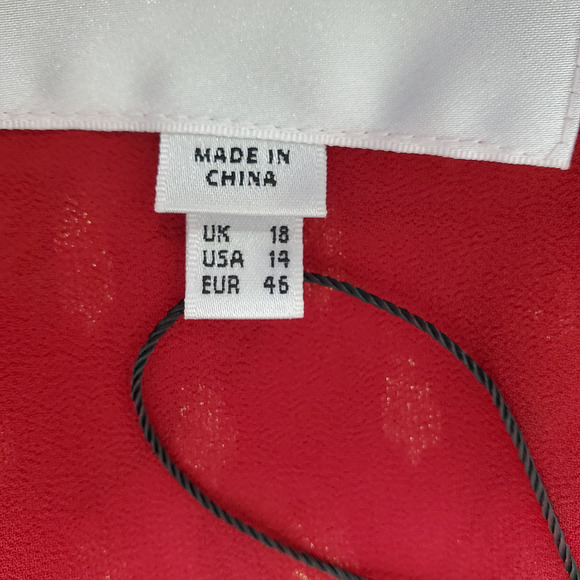 MADE IN
CHINA
UK 18
USA 14
EUR 46